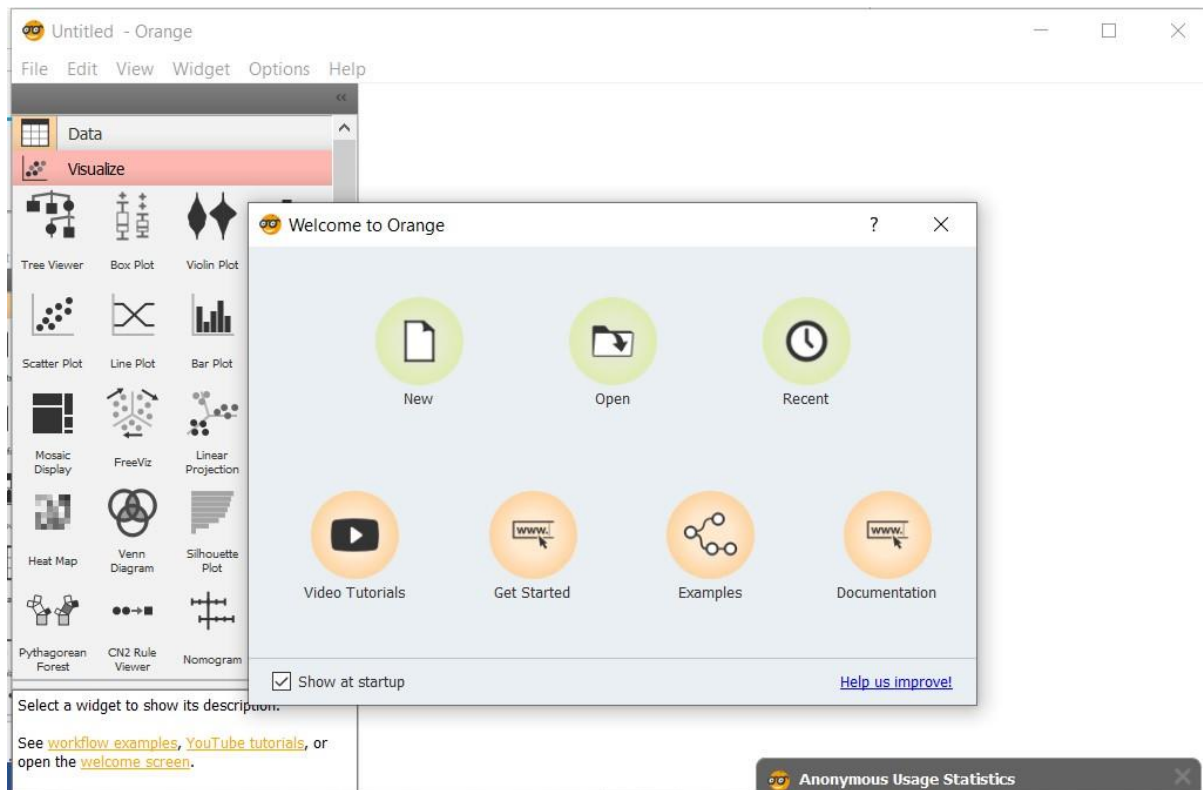 Untitled - Orange
File Edit View Widget Options Help
Data
Visualize
Tree Viewer
Box Plot
Violin Plot
Scatter Plot
Line Plot
Bar Plot
Mosaic
Display
FreeViz
Linear
Projection
Heat Map
Venn
Diagram
Silhouette
Plot
Pythagorean
Forest
CN2 Rule
Viewer
Nomogram
Select a widget to show its description.
See workflow examples, YouTube tutorials, or
open the welcome screen.
Welcome to Orange
?
New
Open
Recent
www.
www.
Video Tutorials
Get Started
Examples
Documentation
Show at startup
Help us improve!
Anonymous Usage Statistics